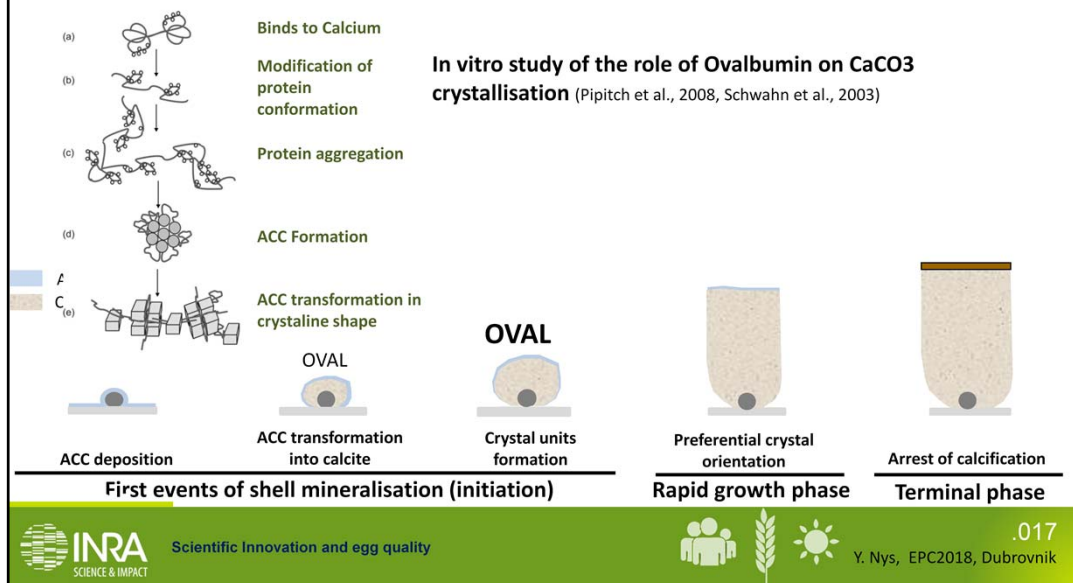 (a)
Binds to Calcium
(b)
Modification of
protein
conformation
In vitro study of the role of Ovalbumin on CaCO3
crystallisation (Pipitch et al., 2008, Schwahn et al., 2003)
(c)
Protein aggregation
(d)
ACC Formation
C
(e)
ACC transformation in
crystaline shape
OVAL
OVAL
ACC deposition
ACC transformation
into calcite
Crystal units
formation
Preferential crystal
orientation
Arrest of calcification
First events of shell mineralisation (initiation)
Rapid growth phase
Terminal phase
INRA
SCIENCE & IMPACT
Scientific Innovation and egg quality
.017
Y. Nys, EPC2018, Dubrovnik